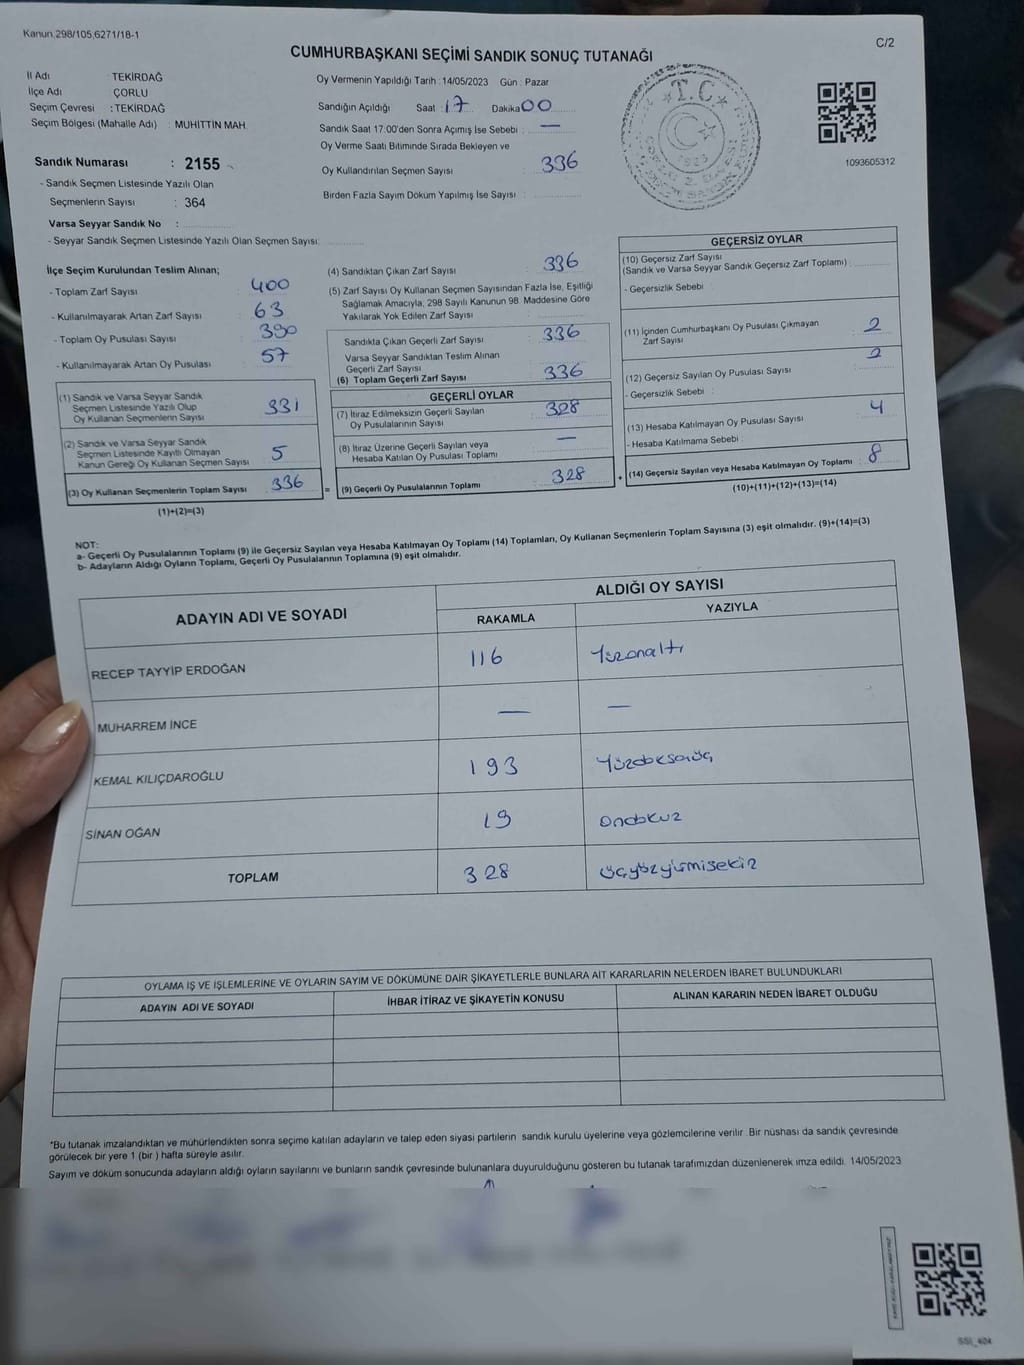 Kanun,298/105,6271/18-1
C/2
CUMHURBAŞKANI SEÇİMİ SANDIK SONUÇ TUTANAĞI
İl Adı : TEKİRDAĞ
İlçe Adı : ÇORLU
Seçim Çevresi : TEKİRDAĞ
Seçim Bölgesi (Mahalle Adı) : MUHİTTİN MAH.
Sandık Numarası : 2155
- Sandık Seçmen Listesinde Yazılı Olan
Seçmenlerin Sayısı : 364
Varsa Seyyar Sandık No :
- Seyyar Sandık Seçmen Listesinde Yazılı Olan Seçmen Sayısı:
Oy Vermenin Yapıldığı Tarih : 14/05/2023 Gün : Pazar
Sandığın Açıldığı Saat 17 Dakika 00
Sandık Saat 17:00'den Sonra Açımış İse Sebebi : —
Oy Verme Saati Bitiminde Sırada Bekleyen ve
Oy Kullandırılan Seçmen Sayısı : 336
Birden Fazla Sayım Döküm Yapılmış İse Sayısı :
T.C.
1923
1093605312
İlçe Seçim Kurulundan Teslim Alınan;
- Toplam Zarf Sayısı : 400
- Kullanılmayarak Artan Zarf Sayısı : 63
- Toplam Oy Pusulası Sayısı : 390
- Kullanılmayarak Artan Oy Pusulası : 57
(1) Sandık ve Varsa Seyyar Sandık
Seçmen Listesinde Yazılı Olup
Oy Kullanan Seçmenlerin Sayısı : 331
(2) Sandık ve Varsa Seyyar Sandık
Seçmen Listesinde Kayıtlı Olmayan
Kanun Gereği Oy Kullanan Seçmen Sayısı : 5
(3) Oy Kullanan Seçmenlerin Toplam Sayısı : 336
(1)+(2)=(3)
(4) Sandıktan Çıkan Zarf Sayısı : 336
(5) Zarf Sayısı Oy Kullanan Seçmen Sayısından Fazla İse, Eşitliği
Sağlamak Amacıyla, 298 Sayılı Kanunun 98. Maddesine Göre
Yakılarak Yok Edilen Zarf Sayısı :
Sandıkta Çıkan Geçerli Zarf Sayısı : 336
Varsa Seyyar Sandıktan Teslim Alınan
Geçerli Zarf Sayısı :
(6) Toplam Geçerli Zarf Sayısı : 336
GEÇERLİ OYLAR
(7) İtiraz Edilmeksizin Geçerli Sayılan
Oy Pusulalarının Sayısı : 328
(8) İtiraz Üzerine Geçerli Sayılan veya
Hesaba Katılan Oy Pusulası Toplamı : —
= (9) Geçerli Oy Pusulalarının Toplamı : 328
GEÇERSİZ OYLAR
(10) Geçersiz Zarf Sayısı
(Sandık ve Varsa Seyyar Sandık Geçersiz Zarf Toplamı) :
- Geçersizlik Sebebi :
(11) İçinden Cumhurbaşkanı Oy Pusulası Çıkmayan
Zarf Sayısı : 2
(12) Geçersiz Sayılan Oy Pusulası Sayısı : 2
- Geçersizlik Sebebi :
(13) Hesaba Katılmayan Oy Pusulası Sayısı : 4
- Hesaba Katılmama Sebebi :
+ (14) Geçersiz Sayılan veya Hesaba Katılmayan Oy Toplamı : 8
(10)+(11)+(12)+(13)=(14)
NOT:
a- Geçerli Oy Pusulalarının Toplamı (9) ile Geçersiz Sayılan veya Hesaba Katılmayan Oy Toplamı (14) Toplamları, Oy Kullanan Seçmenlerin Toplam Sayısına (3) eşit olmalıdır. (9)+(14)=(3)
b- Adayların Aldığı Oyların Toplamı, Geçerli Oy Pusulalarının Toplamına (9) eşit olmalıdır.
ADAYIN ADI VE SOYADI
ALDIĞI OY SAYISI
RAKAMLA YAZIYLA
RECEP TAYYİP ERDOĞAN 116 Yüzonaltı
MUHARREM İNCE — —
KEMAL KILIÇDAROĞLU 193 Yüzdoksanüç
SİNAN OĞAN 19 Ondokuz
TOPLAM 328 üçyüzyirmisekiz
OYLAMA İŞ VE İŞLEMLERİNE VE OYLARIN SAYIM VE DÖKÜMÜNE DAİR ŞİKAYETLERLE BUNLARA AİT KARARLARIN NELERDEN İBARET BULUNDUKLARI
ADAYIN ADI VE SOYADI İHBAR İTİRAZ VE ŞİKAYETİN KONUSU ALINAN KARARIN NEDEN İBARET OLDUĞU
*Bu tutanak imzalandıktan ve mühürlendikten sonra seçime katılan adayların ve talep eden siyasi partilerin sandık kurulu üyelerine veya gözlemcilerine verilir. Bir nüshası da sandık çevresinde
görülecek bir yere 1 (bir ) hafta süreyle asılır.
Sayım ve döküm sonucunda adayların aldığı oyların sayılarını ve bunların sandık çevresinde bulunanlara duyurulduğunu gösteren bu tutanak tarafımızdan düzenlenerek imza edildi. 14/05/2023
SSI_404